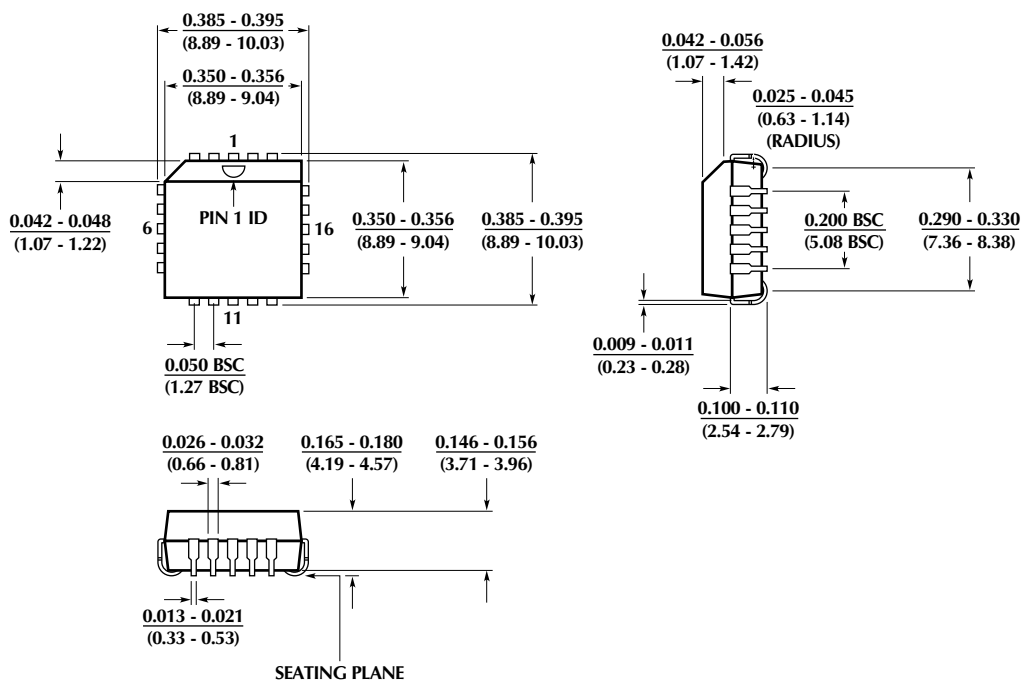 0.385 - 0.395
(8.89 - 10.03)
0.350 - 0.356
(8.89 - 9.04)
1
0.042 - 0.048
(1.07 - 1.22)
6
PIN 1 ID
16
0.350 - 0.356
(8.89 - 9.04)
0.385 - 0.395
(8.89 - 10.03)
11
0.050 BSC
(1.27 BSC)
0.042 - 0.056
(1.07 - 1.42)
0.025 - 0.045
(0.63 - 1.14)
(RADIUS)
0.200 BSC
(5.08 BSC)
0.290 - 0.330
(7.36 - 8.38)
0.009 - 0.011
(0.23 - 0.28)
0.100 - 0.110
(2.54 - 2.79)
0.026 - 0.032
(0.66 - 0.81)
0.165 - 0.180
(4.19 - 4.57)
0.146 - 0.156
(3.71 - 3.96)
0.013 - 0.021
(0.33 - 0.53)
SEATING PLANE